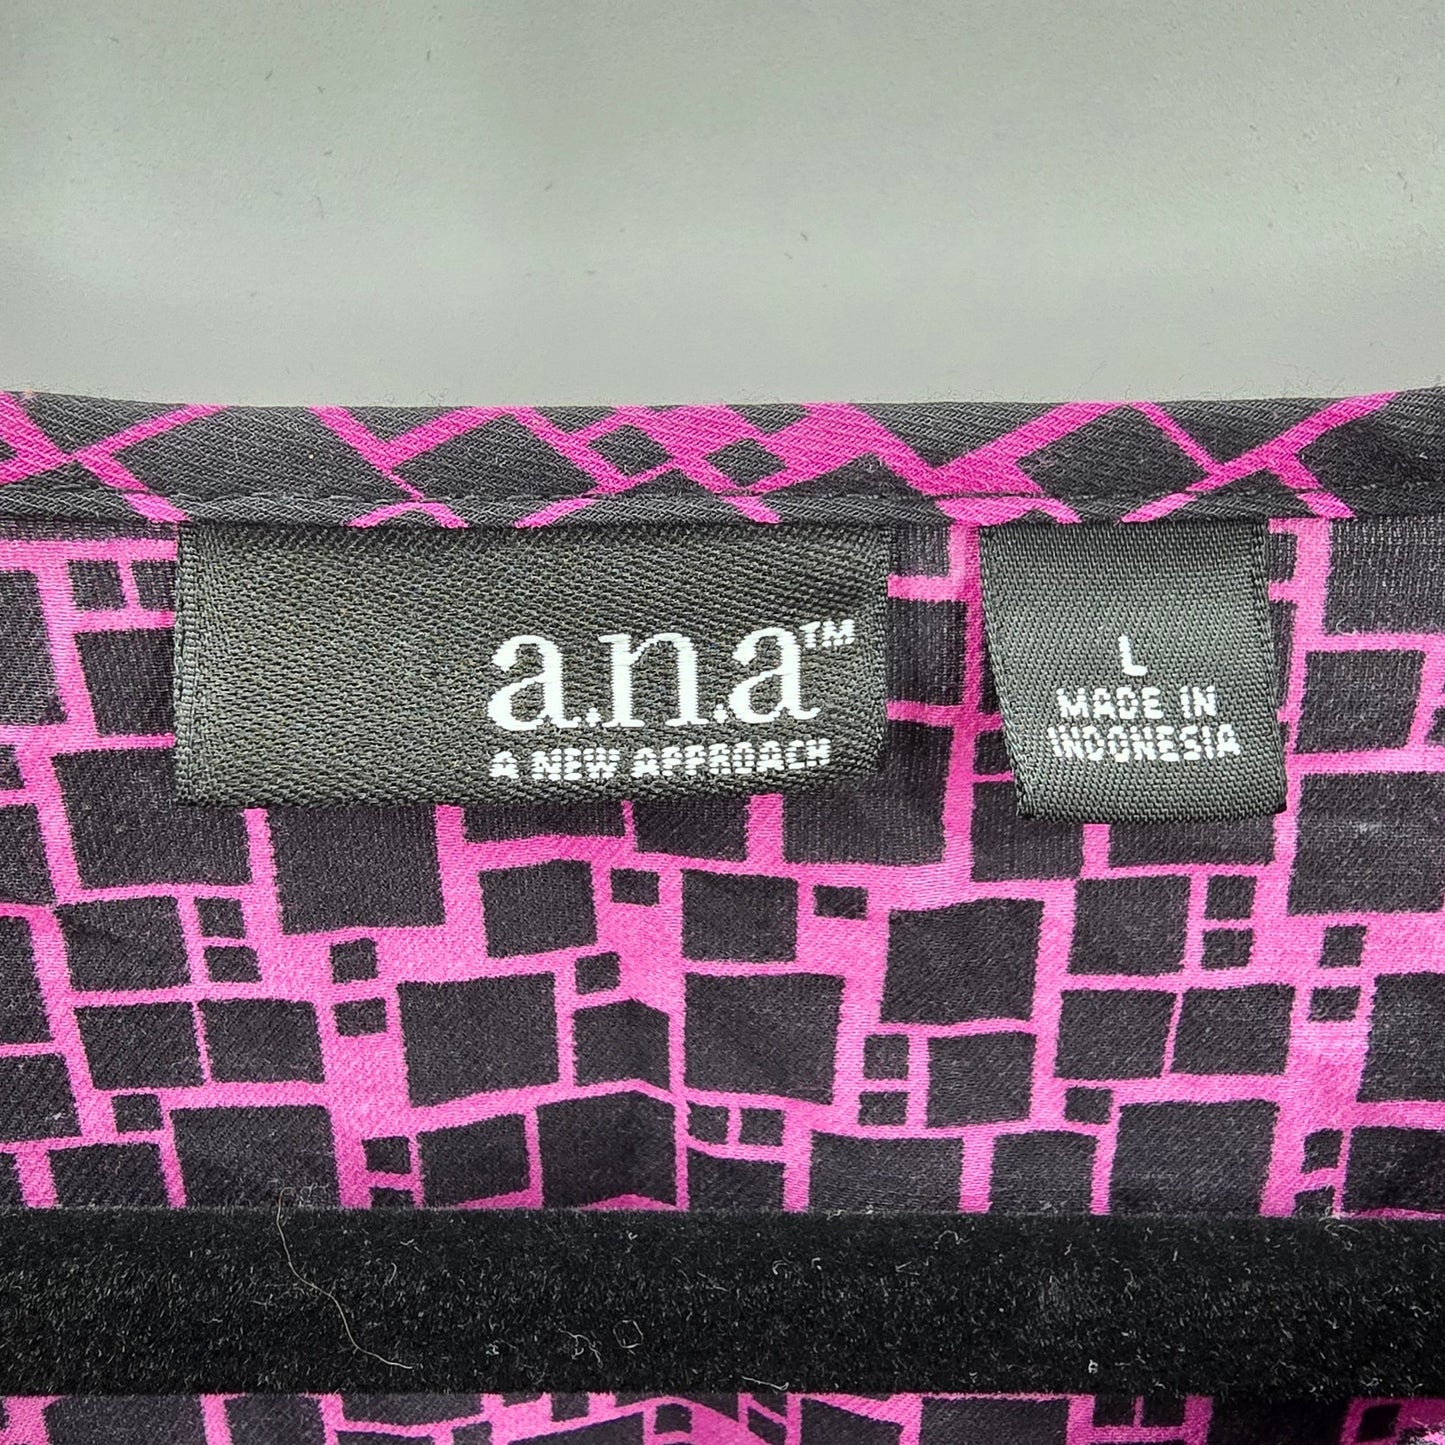 a.n.a™
A NEW APPROACH
L
MADE IN
INDONESIA